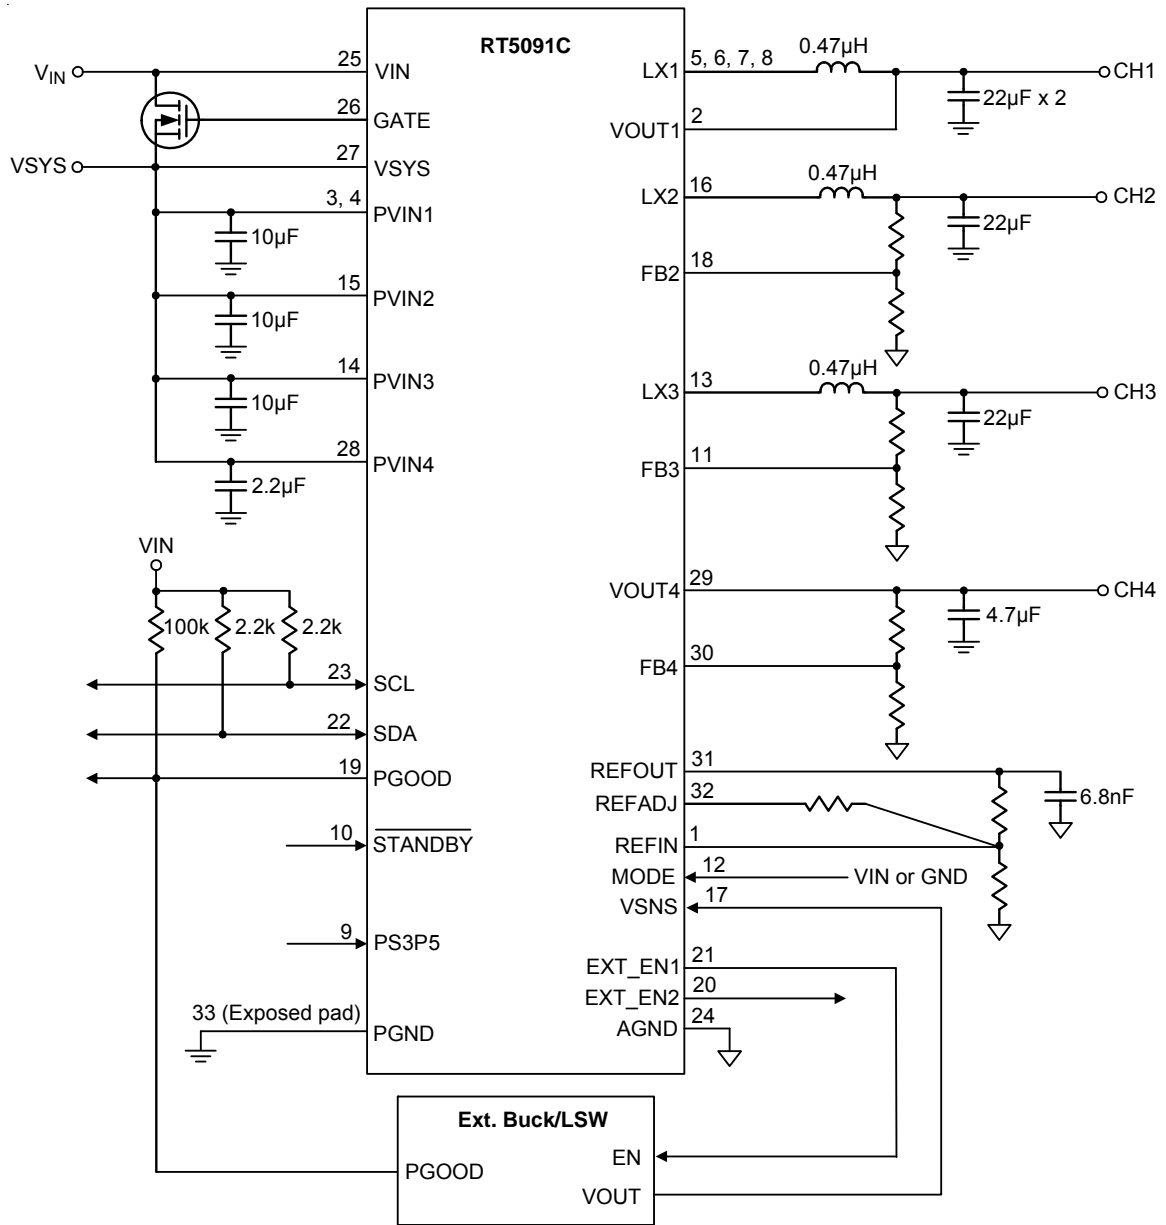 RT5091C
V_IN
25
VIN
26
GATE
VSYS
27
VSYS
3, 4
PVIN1
10µF
15
PVIN2
10µF
14
PVIN3
10µF
28
PVIN4
2.2µF
VIN
100k
2.2k
2.2k
23
SCL
22
SDA
19
PGOOD
10
STANDBY
9
PS3P5
33 (Exposed pad)
PGND
LX1
5, 6, 7, 8
0.47µH
CH1
22µF x 2
2
VOUT1
LX2
16
0.47µH
CH2
22µF
FB2
18
LX3
13
0.47µH
CH3
22µF
FB3
11
VOUT4
29
CH4
4.7µF
FB4
30
REFOUT
31
6.8nF
REFADJ
32
REFIN
1
MODE
12
VIN or GND
VSNS
17
EXT_EN1
21
EXT_EN2
20
AGND
24
Ext. Buck/LSW
PGOOD
EN
VOUT